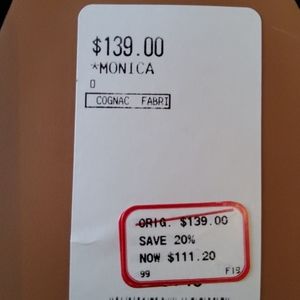 $139.00
*MONICA
0
COGNAC FABRI
ORIG. $139.00
SAVE 20%
NOW $111.20
99 F19